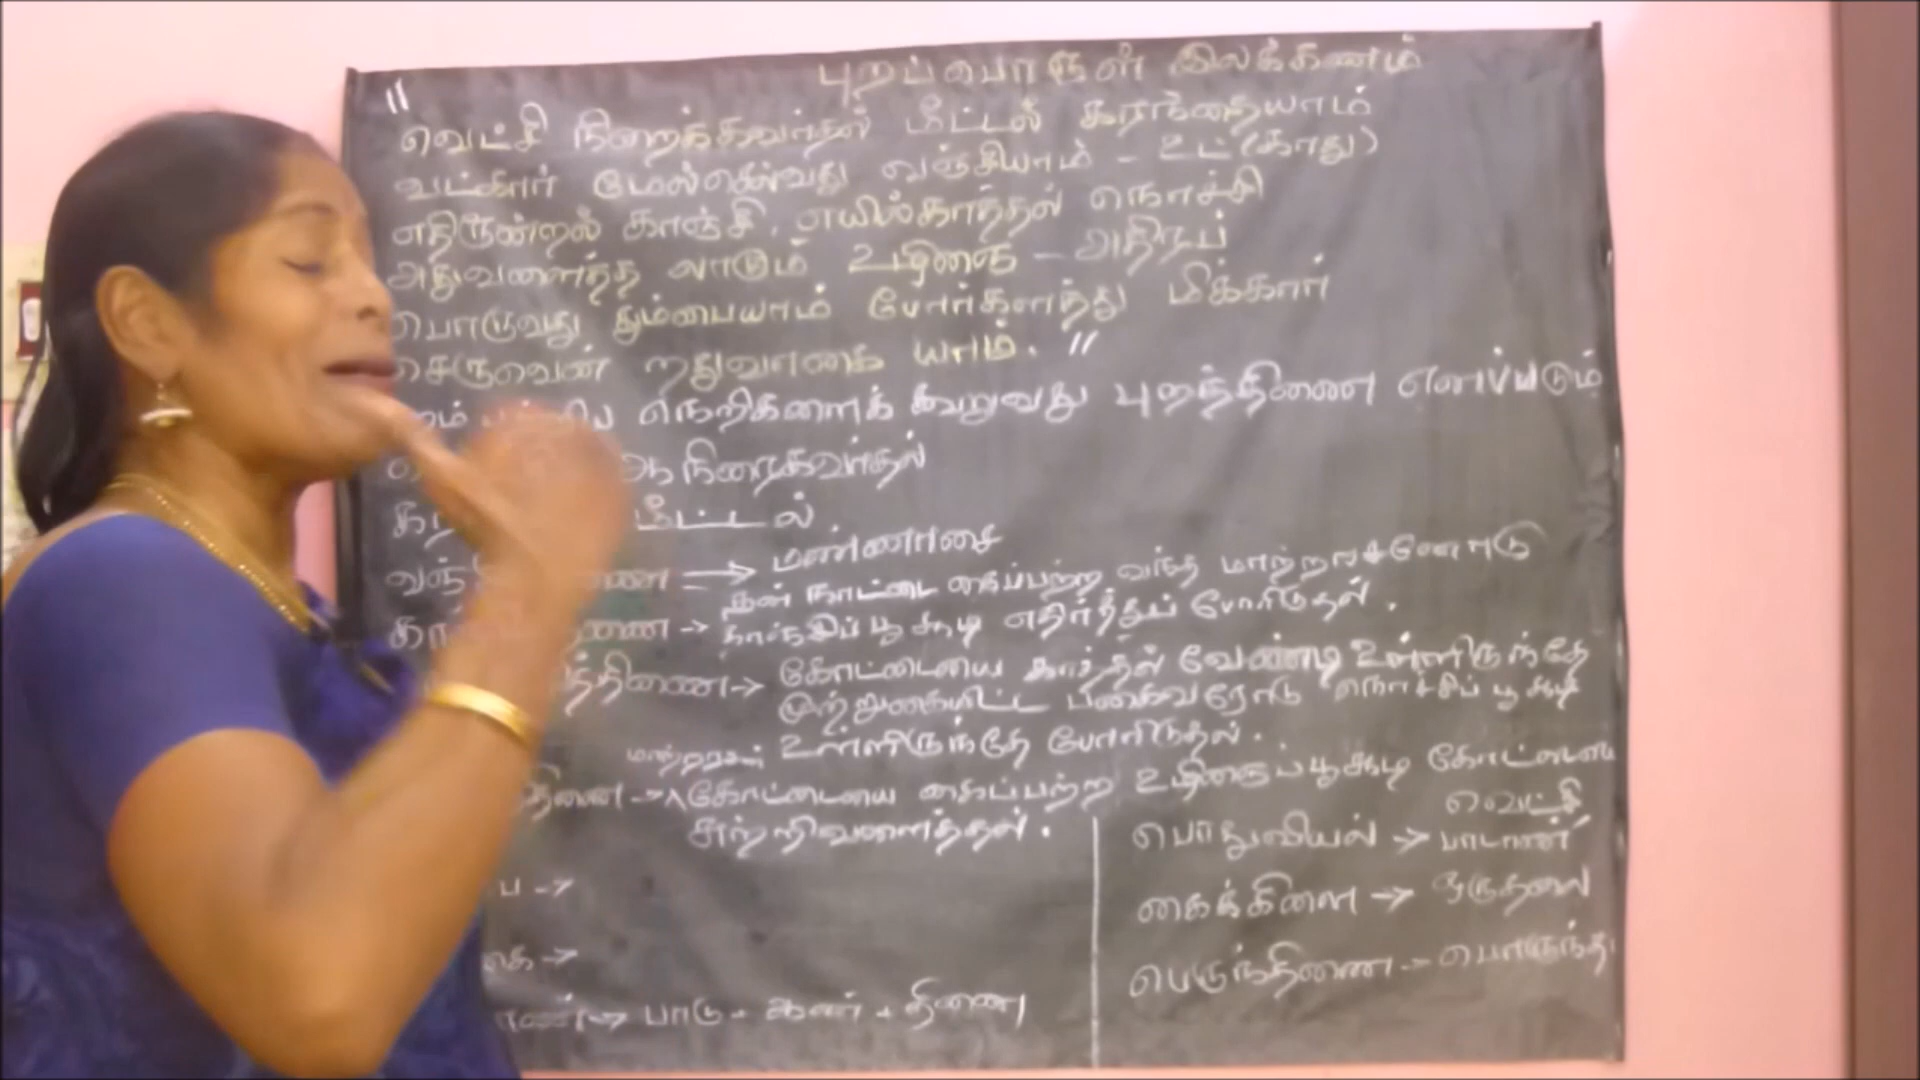 புறப்பொருள் இலக்கணம்
"வெட்சி நிறைக்கவர்தல் மீட்டல் கரந்தையாம்
வட்கார் மேல்செல்வது வஞ்சியாம் - உட்(காது)
எதிரூன்றல் காஞ்சி, எயில்காத்தல் நொச்சி
அதுவளைத்த லாகும் உழிஞை - அதிரப்
பொருவது தும்பையாம் போர்க்களத்து மிக்கார்
செருவென் றதுவாகை யாம். "
நெறிகளைக் கூறுவது புறத்திணை எனப்படும்
ஆ நிரைகவர்தல்
மீட்டல்
→ மண்ணாசை
தன் நாட்டை கைப்பற்ற வந்த மாற்றரசனோடு
→ காஞ்சிப் பூ சூடி எதிர்த்துப் போரிடுதல்.
த்திணை → கோட்டையை காத்தல் வேண்டி உள்ளிருந்தே
முற்றுகையிட்ட பகைவரோடு நொச்சிப் பூ சூடி
உள்ளிருந்தே போரிடுதல்.
மாற்றரசன்
திணை → ^ கோட்டையை கைப்பற்ற உழிஞைப் பூ சூடி கோட்டையை
சுற்றிவளைத்தல்.
→
கை →
→ பாடு + ஆண் + திணை
வெட்சி
பொதுவியல் → பாடாண்
கைக்கிளை → ஒருதலை
பெருந்திணை → பொருந்தா